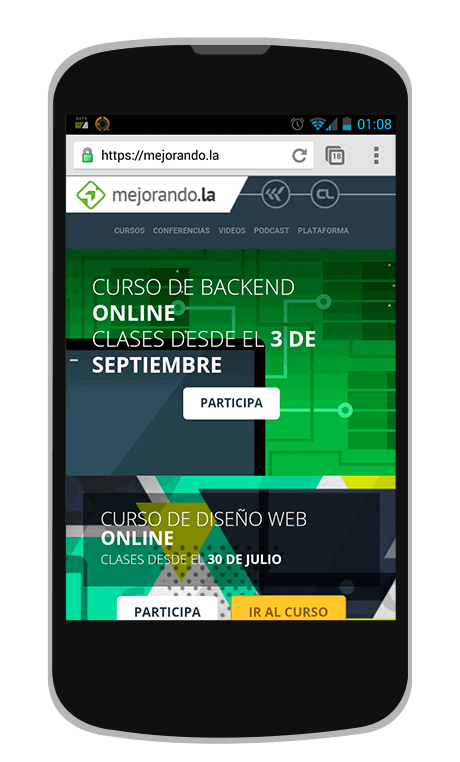 DATA
01:08
https://mejorando.la
18
mejorando.la
CL
CURSOS CONFERENCIAS VIDEOS PODCAST PLATAFORMA
CURSO DE BACKEND
ONLINE
CLASES DESDE EL 3 DE
SEPTIEMBRE
PARTICIPA
CURSO DE DISEÑO WEB
ONLINE
CLASES DESDE EL 30 DE JULIO
PARTICIPA IR AL CURSO